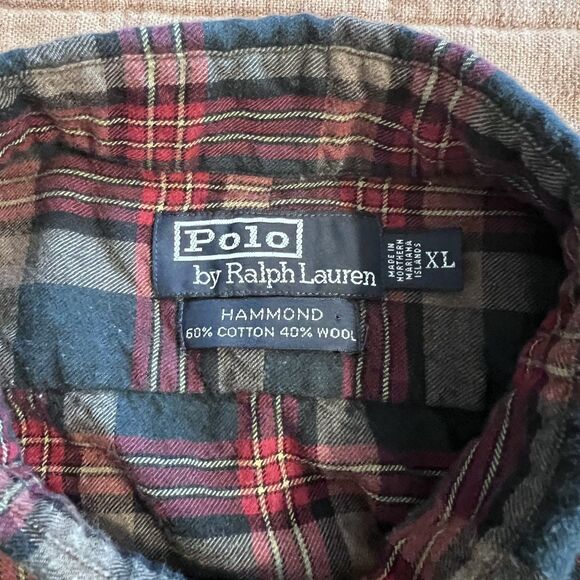 Polo
by Ralph Lauren
MADE IN
NORTHERN
MARIANA
ISLANDS
XL
HAMMOND
60% COTTON 40% WOOL